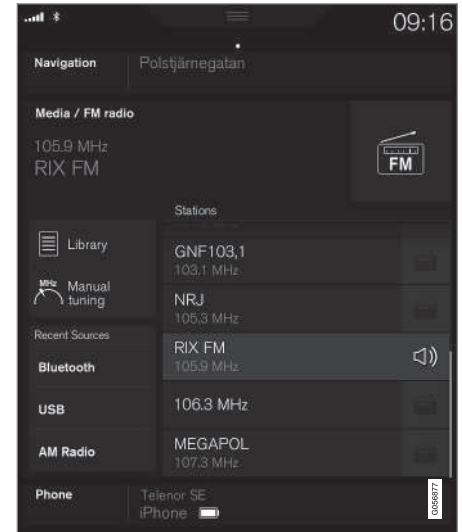 09:16
Navigation
Polstjärnegatan
Media / FM radio
105.9 MHz
RIX FM
FM
Stations
Library
MHz Manual
tuning
Recent Sources
Bluetooth
USB
AM Radio
GNF103,1
103.1 MHz
NRJ
105.3 MHz
RIX FM
105.9 MHz
106.3 MHz
MEGAPOL
107.3 MHz
Phone
Telenor SE
iPhone
G056877